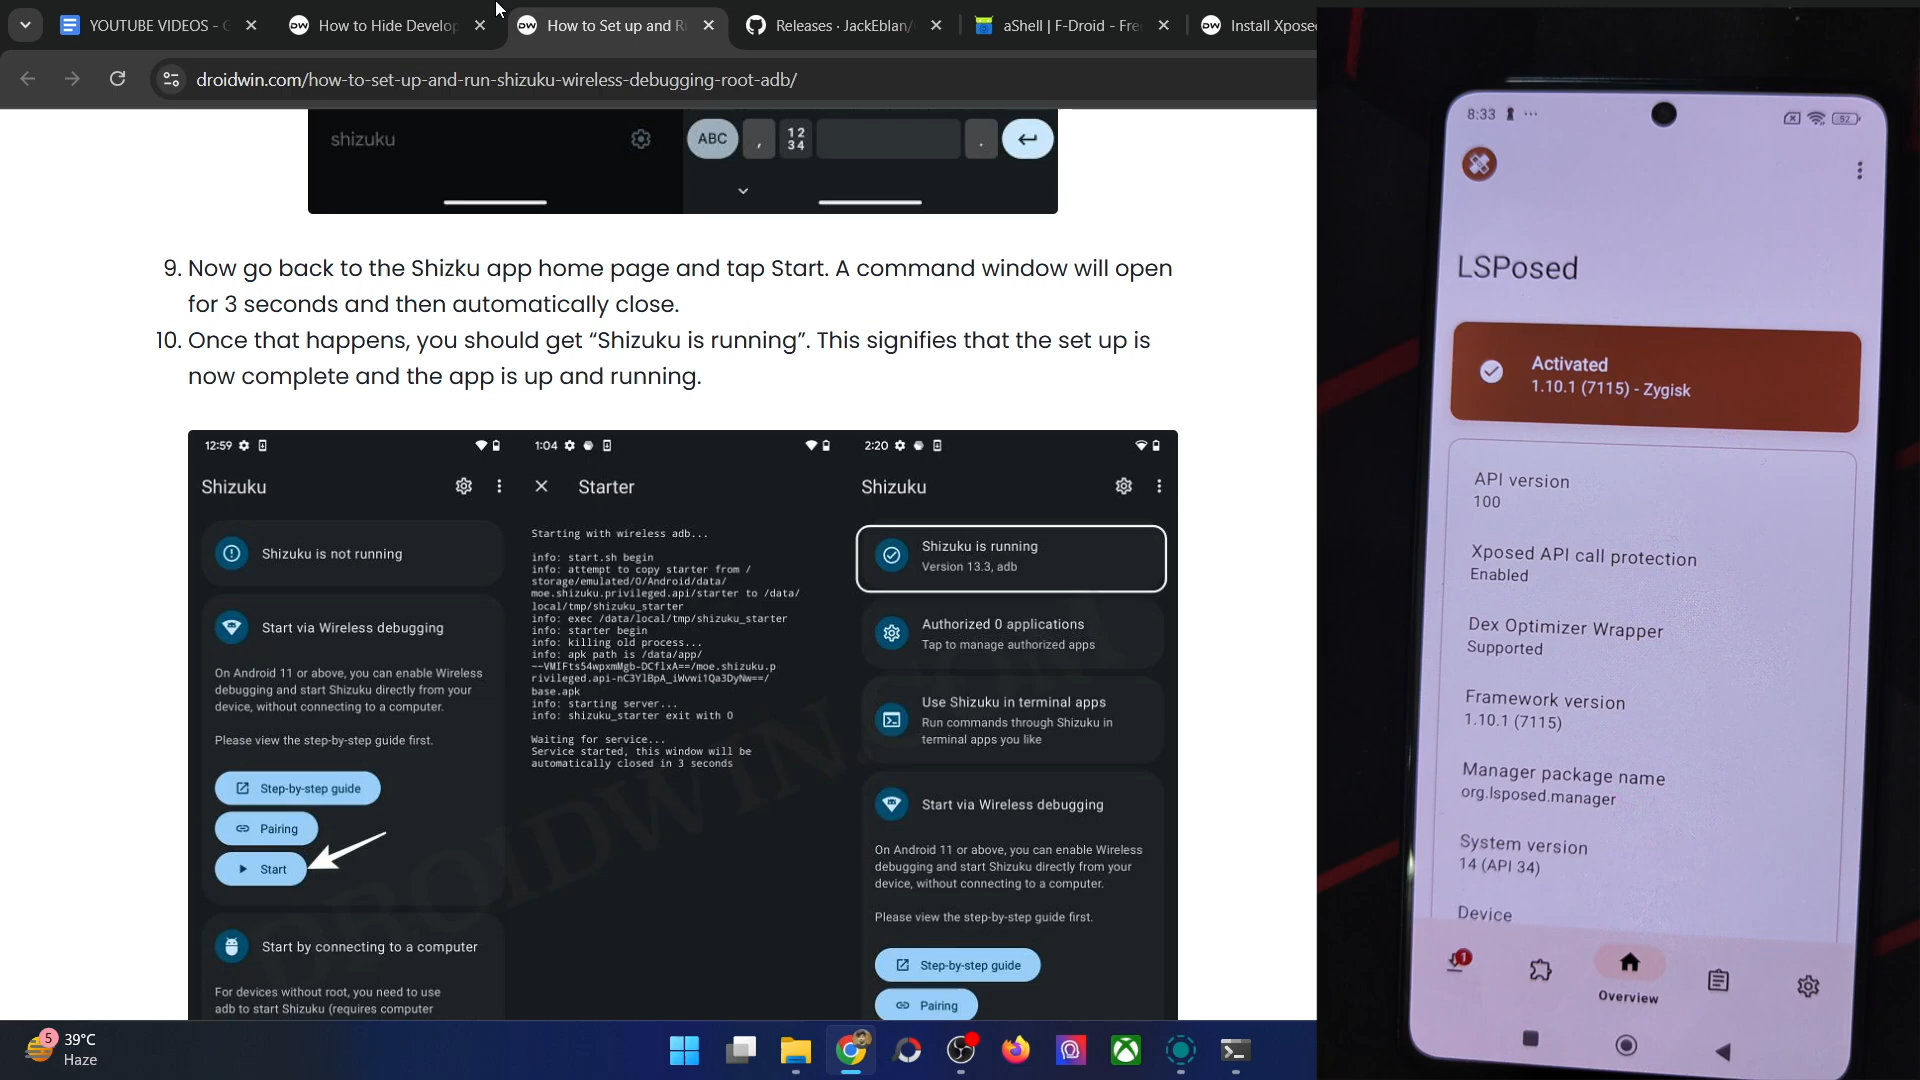 YOUTUBE VIDEOS -
How to Hide Develop
How to Set up and R
Releases · JackEblan/
aShell | F-Droid - Fre
Install Xposed
droidwin.com/how-to-set-up-and-run-shizuku-wireless-debugging-root-adb/
shizuku
ABC
,
12
34
.
9. Now go back to the Shizku app home page and tap Start. A command window will open
for 3 seconds and then automatically close.
10. Once that happens, you should get “Shizuku is running”. This signifies that the set up is
now complete and the app is up and running.
12:59
Shizuku
Shizuku is not running
Start via Wireless debugging
On Android 11 or above, you can enable Wireless
debugging and start Shizuku directly from your
device, without connecting to a computer.
Please view the step-by-step guide first.
Step-by-step guide
Pairing
Start
Start by connecting to a computer
For devices without root, you need to use
adb to start Shizuku (requires computer
1:04
Starter
Starting with wireless adb...
info: start.sh begin
info: attempt to copy starter from /
storage/emulated/0/Android/data/
moe.shizuku.privileged.api/starter to /data/
local/tmp/shizuku_starter
info: exec /data/local/tmp/shizuku_starter
info: starter begin
info: killing old process...
info: apk path is /data/app/
~~VMIFts54wpxmMgb-DCflxA==/moe.shizuku.p
rivileged.api-nC3YlBpA_iWvwi1Qa3DyNw==/
base.apk
info: starting server...
info: shizuku_starter exit with 0
Waiting for service...
Service started, this window will be
automatically closed in 3 seconds
2:20
Shizuku
Shizuku is running
Version 13.3, adb
Authorized 0 applications
Tap to manage authorized apps
Use Shizuku in terminal apps
Run commands through Shizuku in
terminal apps you like
Start via Wireless debugging
On Android 11 or above, you can enable Wireless
debugging and start Shizuku directly from your
device, without connecting to a computer.
Please view the step-by-step guide first.
Step-by-step guide
Pairing
DROIDWIN.COM
5
39°C
Haze
8:33
52
LSPosed
Activated
1.10.1 (7115) - Zygisk
API version
100
Xposed API call protection
Enabled
Dex Optimizer Wrapper
Supported
Framework version
1.10.1 (7115)
Manager package name
org.lsposed.manager
System version
14 (API 34)
Device
1
Overview